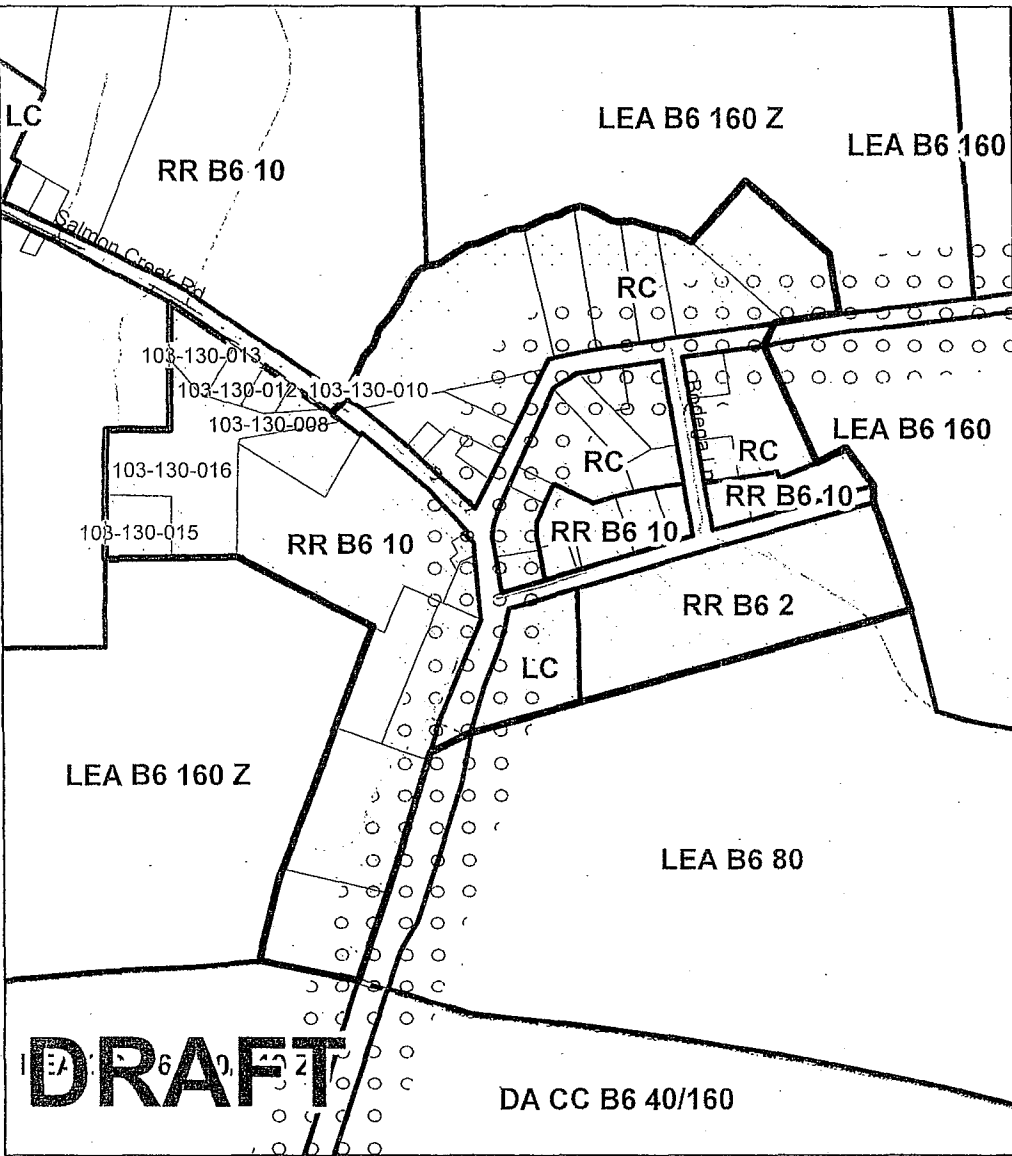 LC
LEA B6 160 Z
LEA B6 160
RR B6 10
Salmon Creek Rd
RC
103-130-013
103-130-012
103-130-010
103-130-008
Bodega Ln
LEA B6 160
103-130-016
RC
RC
RR B6 10
103-130-015
RR B6 10
RR B6 10
RR B6 2
LC
LEA B6 160 Z
LEA B6 80
DRAFT
DA CC B6 40/160